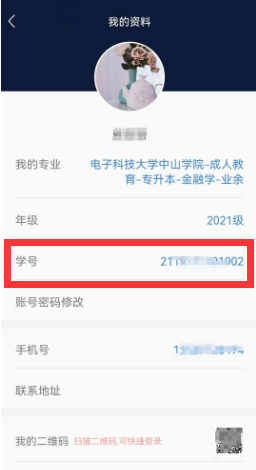 我的资料
我的专业
电子科技大学中山学院-成人教
育-专升本-金融学-业余
年级
2021级
学号
账号密码修改
手机号
联系地址
我的二维码 扫描二维码,可快捷登录